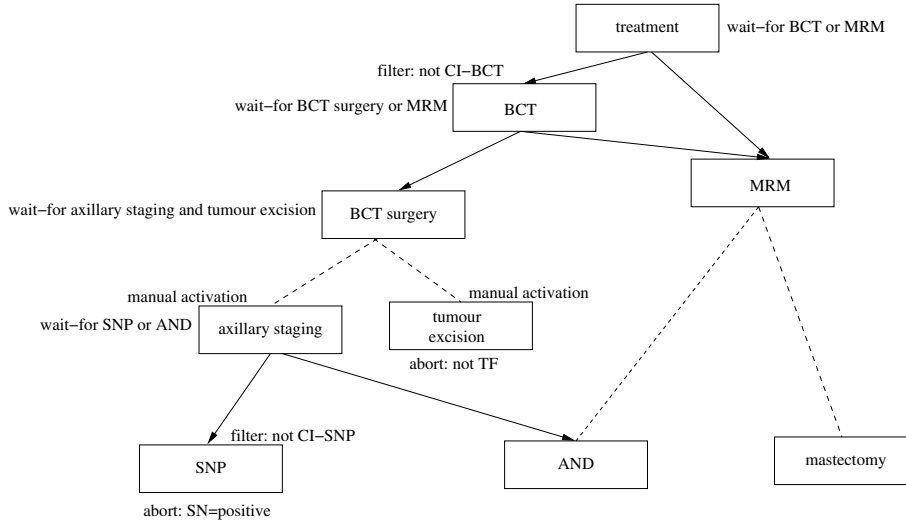 treatment
wait−for BCT or MRM
filter: not CI−BCT
wait−for BCT surgery or MRM
BCT
MRM
wait−for axillary staging and tumour excision
BCT surgery
manual activation
manual activation
wait−for SNP or AND
axillary staging
tumour
excision
abort: not TF
filter: not CI−SNP
SNP
AND
mastectomy
abort: SN=positive